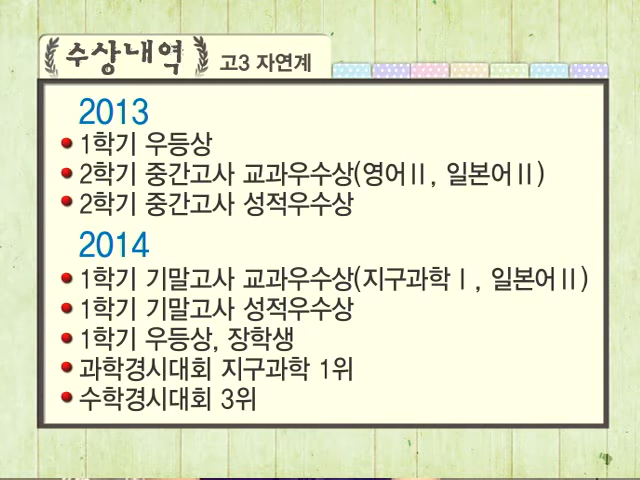 수상내역 고3 자연계
2013
1학기 우등상
2학기 중간고사 교과우수상(영어Ⅱ, 일본어Ⅱ)
2학기 중간고사 성적우수상
2014
1학기 기말고사 교과우수상(지구과학Ⅰ, 일본어Ⅱ)
1학기 기말고사 성적우수상
1학기 우등상, 장학생
과학경시대회 지구과학 1위
수학경시대회 3위